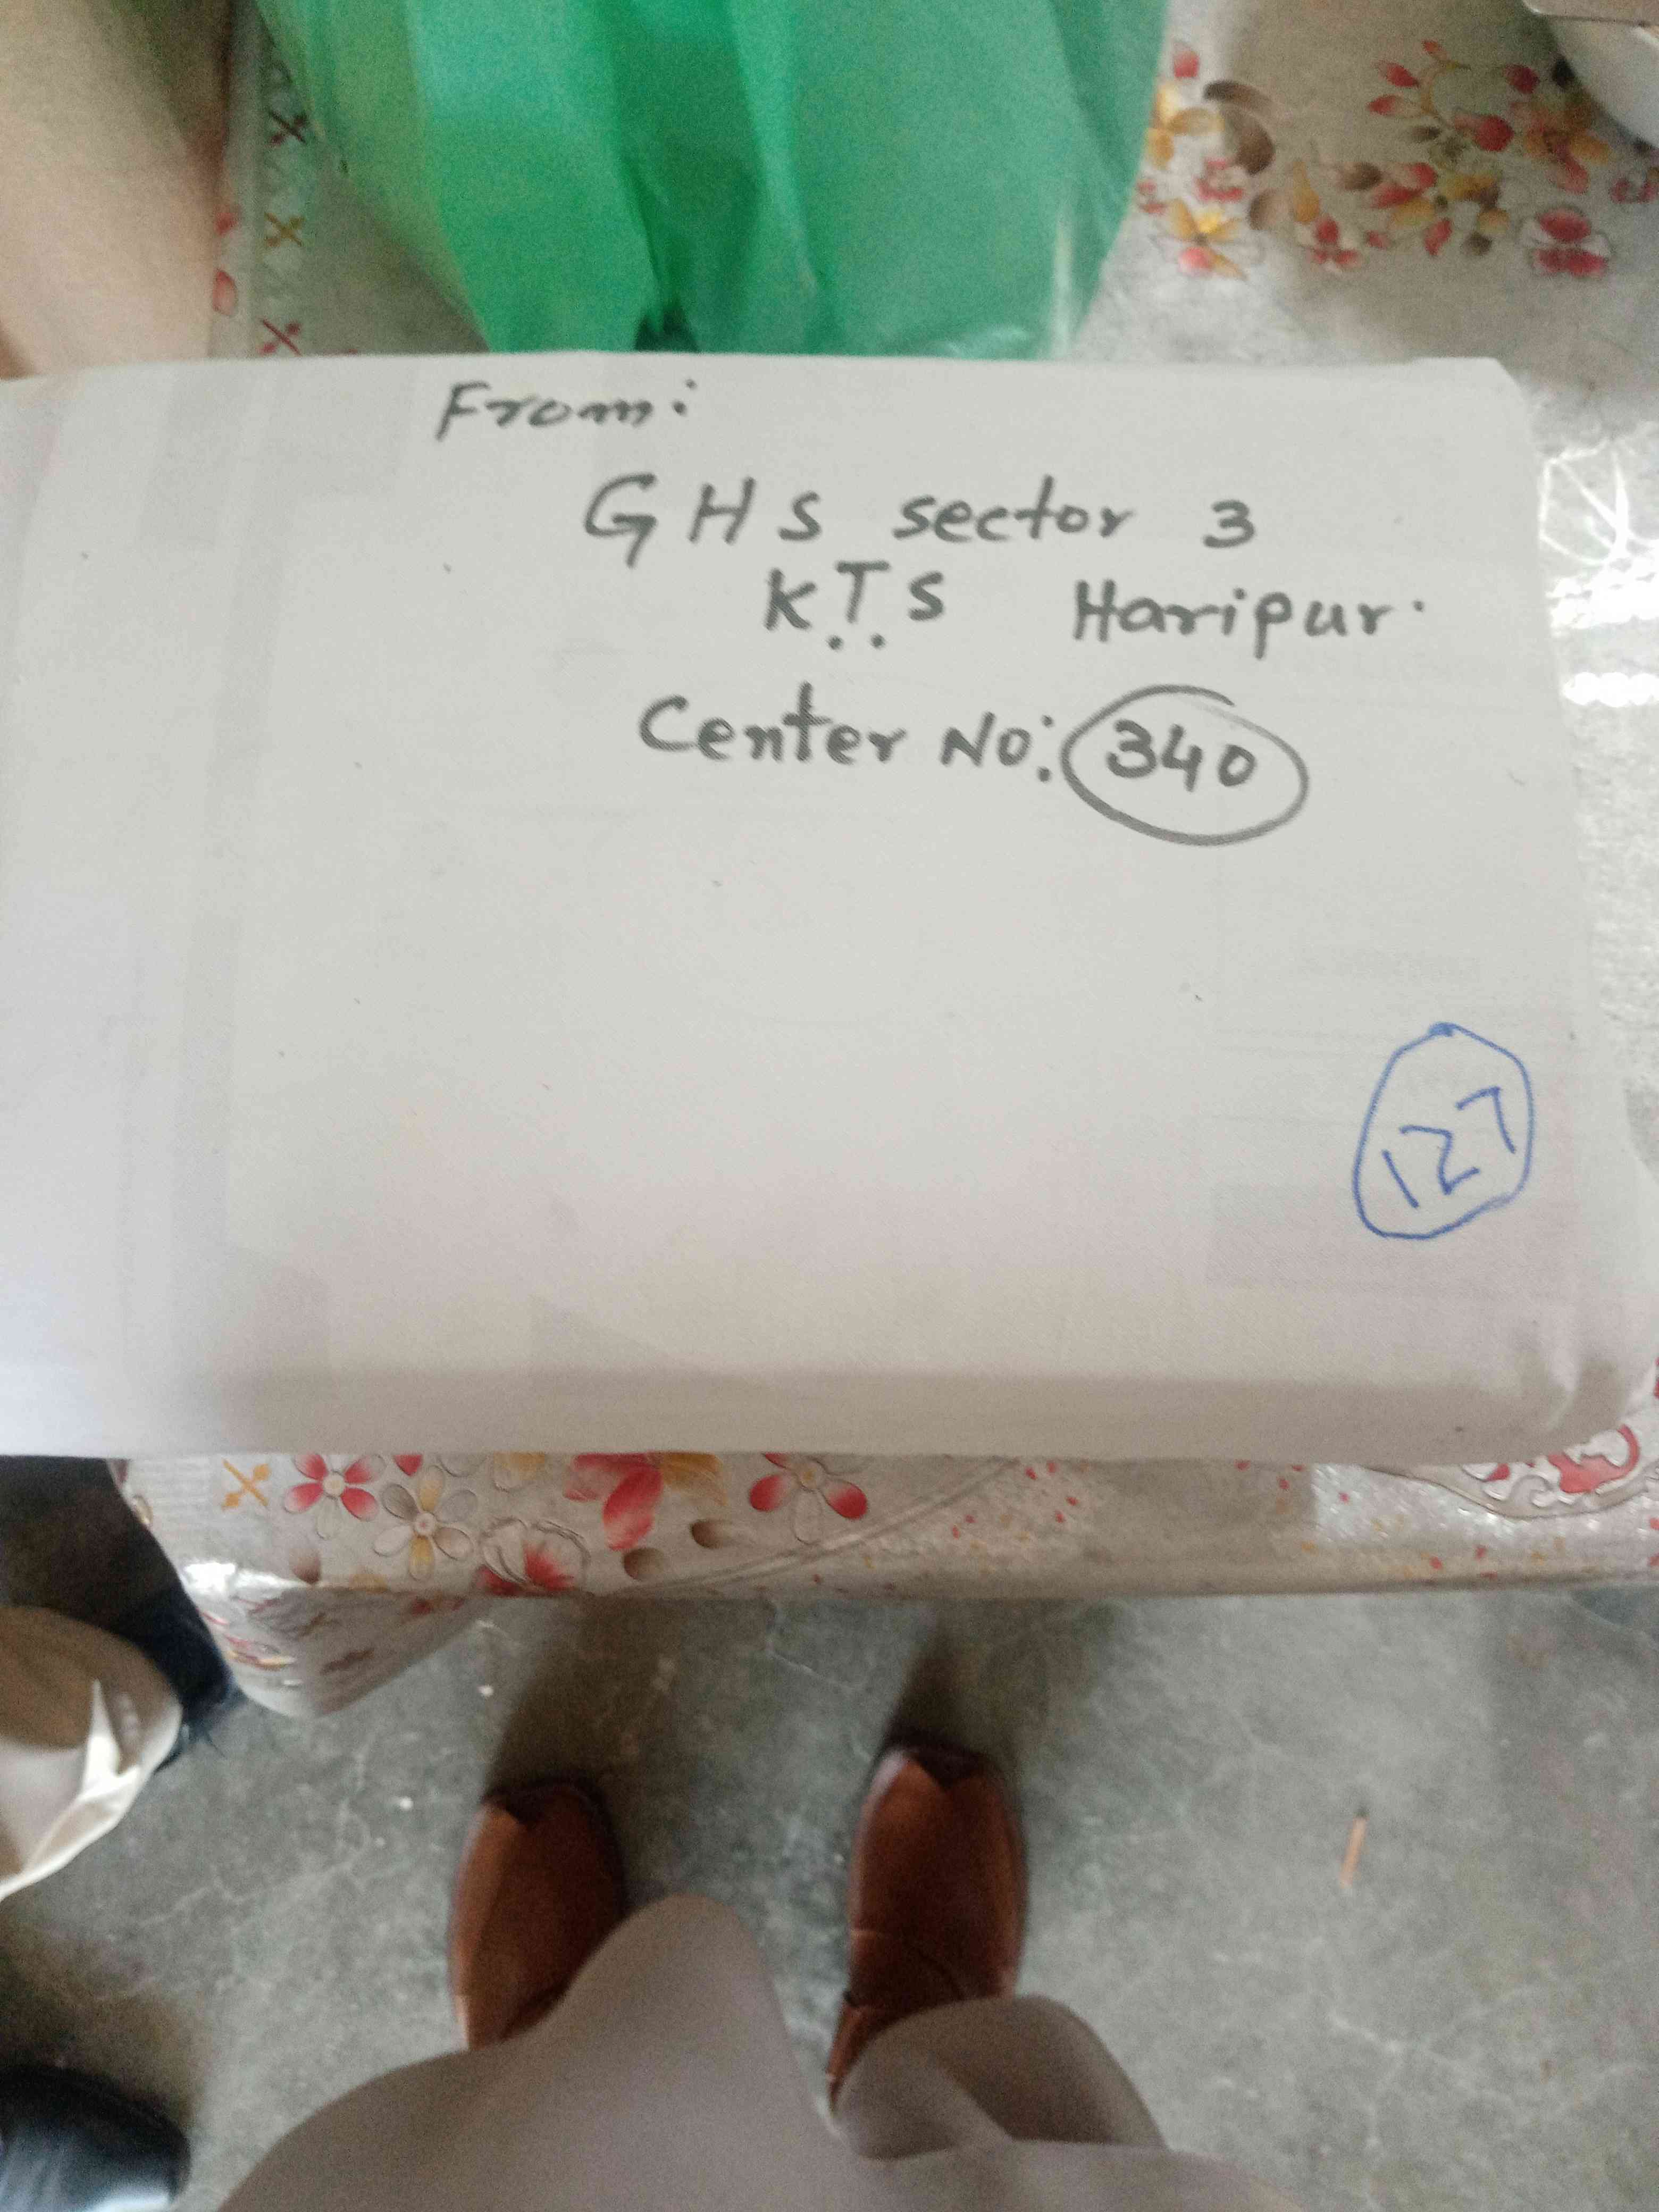 From:
GHS sector 3
K.T.S Haripur.
Center No: 340
127